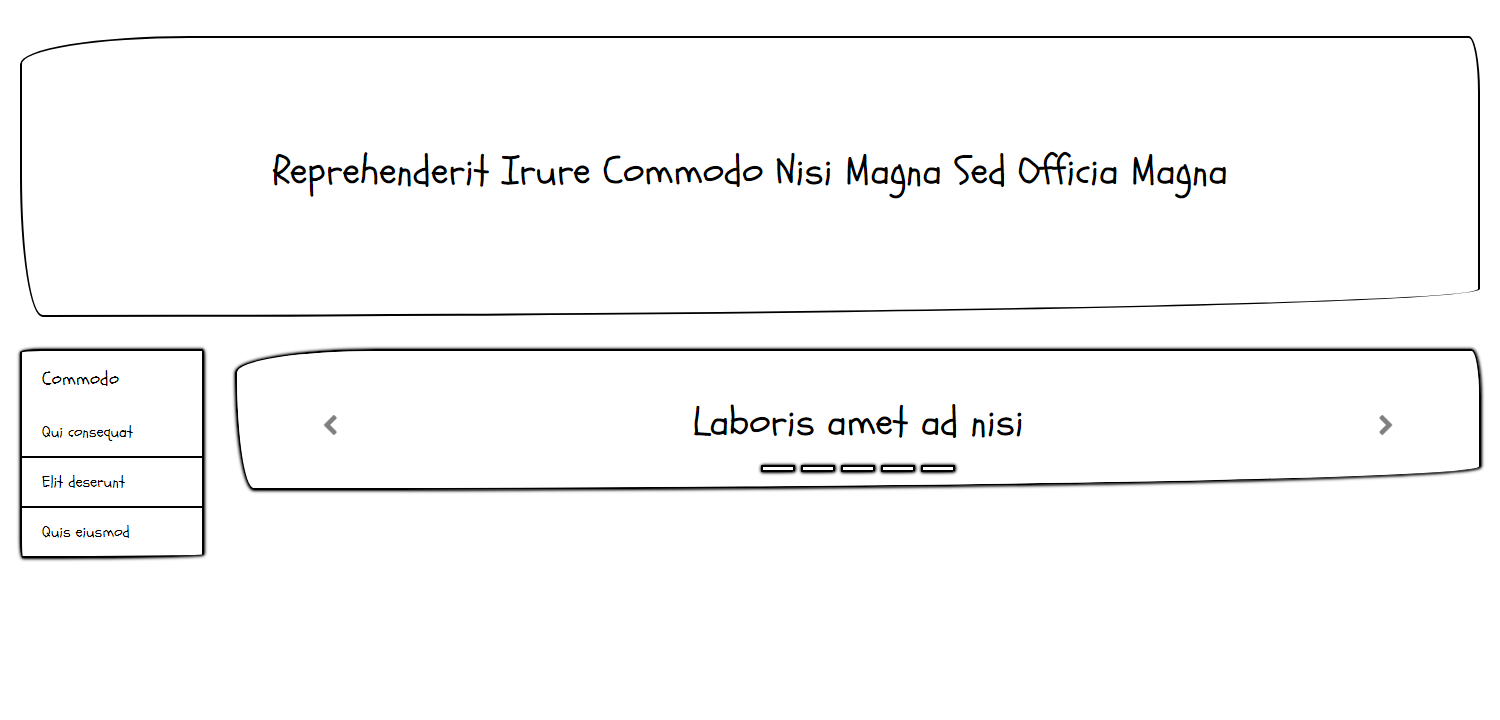 Reprehenderit Irure Commodo Nisi Magna Sed Officia Magna
Commodo
Qui consequat
Elit deserunt
Quis eiusmod
Laboris amet ad nisi